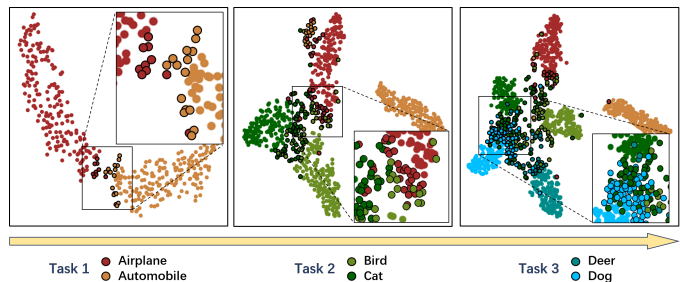 Task 1
Airplane
Automobile
Task 2
Bird
Cat
Task 3
Deer
Dog